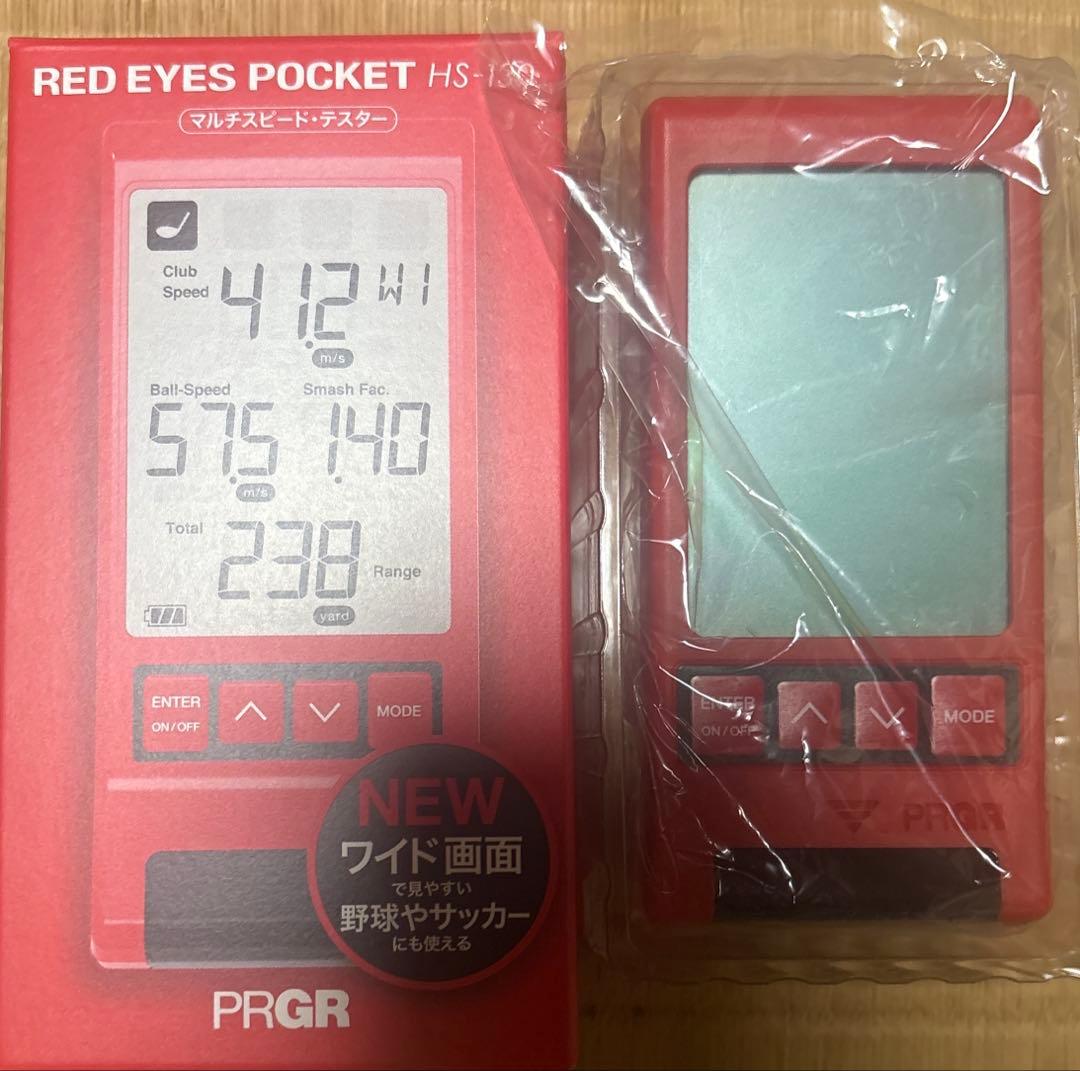 RED EYES POCKET HS-130
マルチスピード・テスター
Club
Speed 41.2 W1
m/s
Ball-Speed Smash Fac.
57.5 1.40
m/s
Total
238 Range
yard
ENTER
ON/OFF
MODE
NEW
ワイド画面
で見やすい
野球やサッカー
にも使える
PRGR
ENTER
ON/OFF
MODE
PRGR